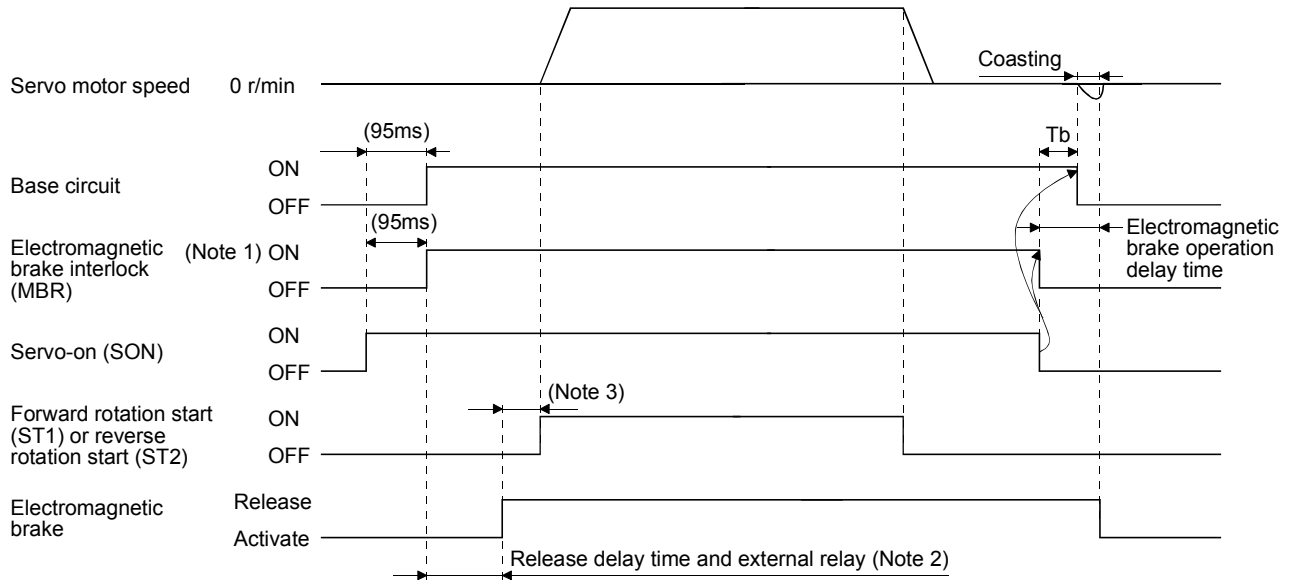 Coasting
Servo motor speed 0 r/min
(95ms)
Tb
ON
Base circuit
OFF
(95ms)
Electromagnetic
brake interlock
(MBR)
(Note 1) ON
OFF
Electromagnetic
brake operation
delay time
ON
Servo-on (SON)
OFF
(Note 3)
Forward rotation start
(ST1) or reverse
rotation start (ST2)
ON
OFF
Electromagnetic
brake
Release
Activate
Release delay time and external relay (Note 2)